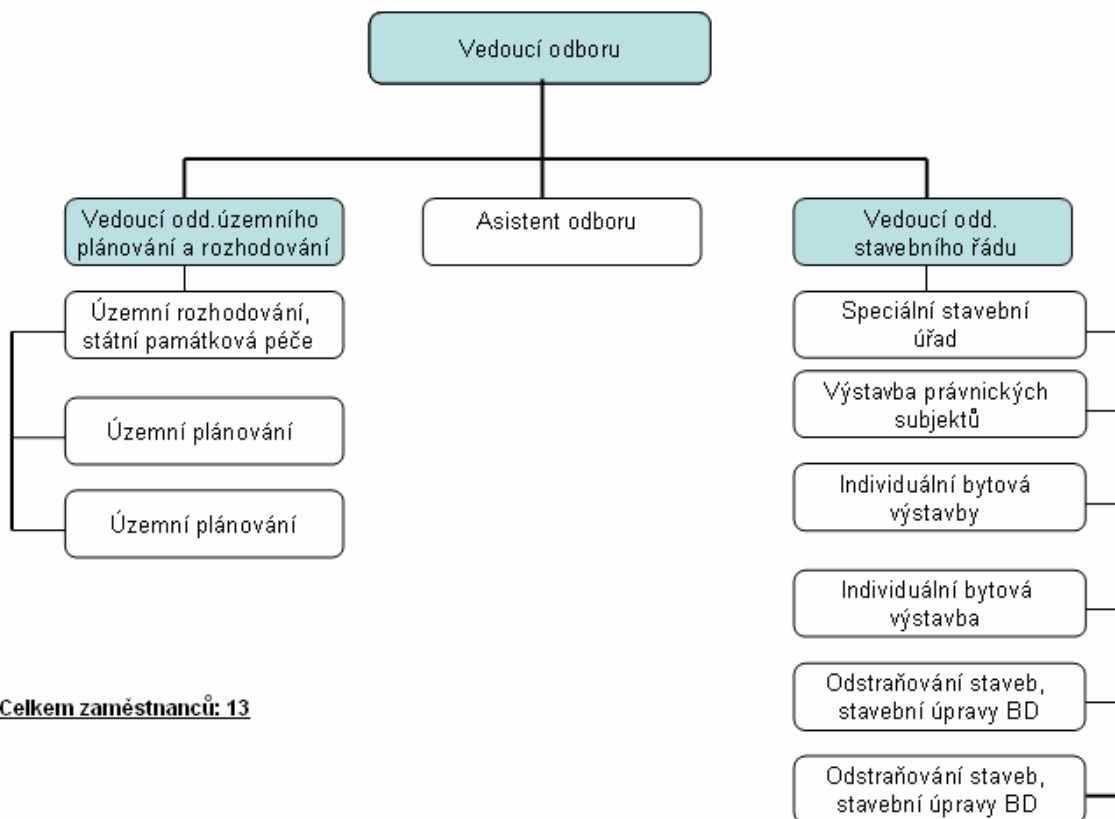 Vedoucí odboru
Vedoucí odd.územního
plánování a rozhodování
Asistent odboru
Vedoucí odd.
stavebního řádu
Územní rozhodování,
státní památková péče
Územní plánování
Územní plánování
Speciální stavební
úřad
Výstavba právnických
subjektů
Individuální bytová
výstavby
Individuální bytová
výstavba
Odstraňování staveb,
stavební úpravy BD
Odstraňování staveb,
stavební úpravy BD
Celkem zaměstnanců: 13